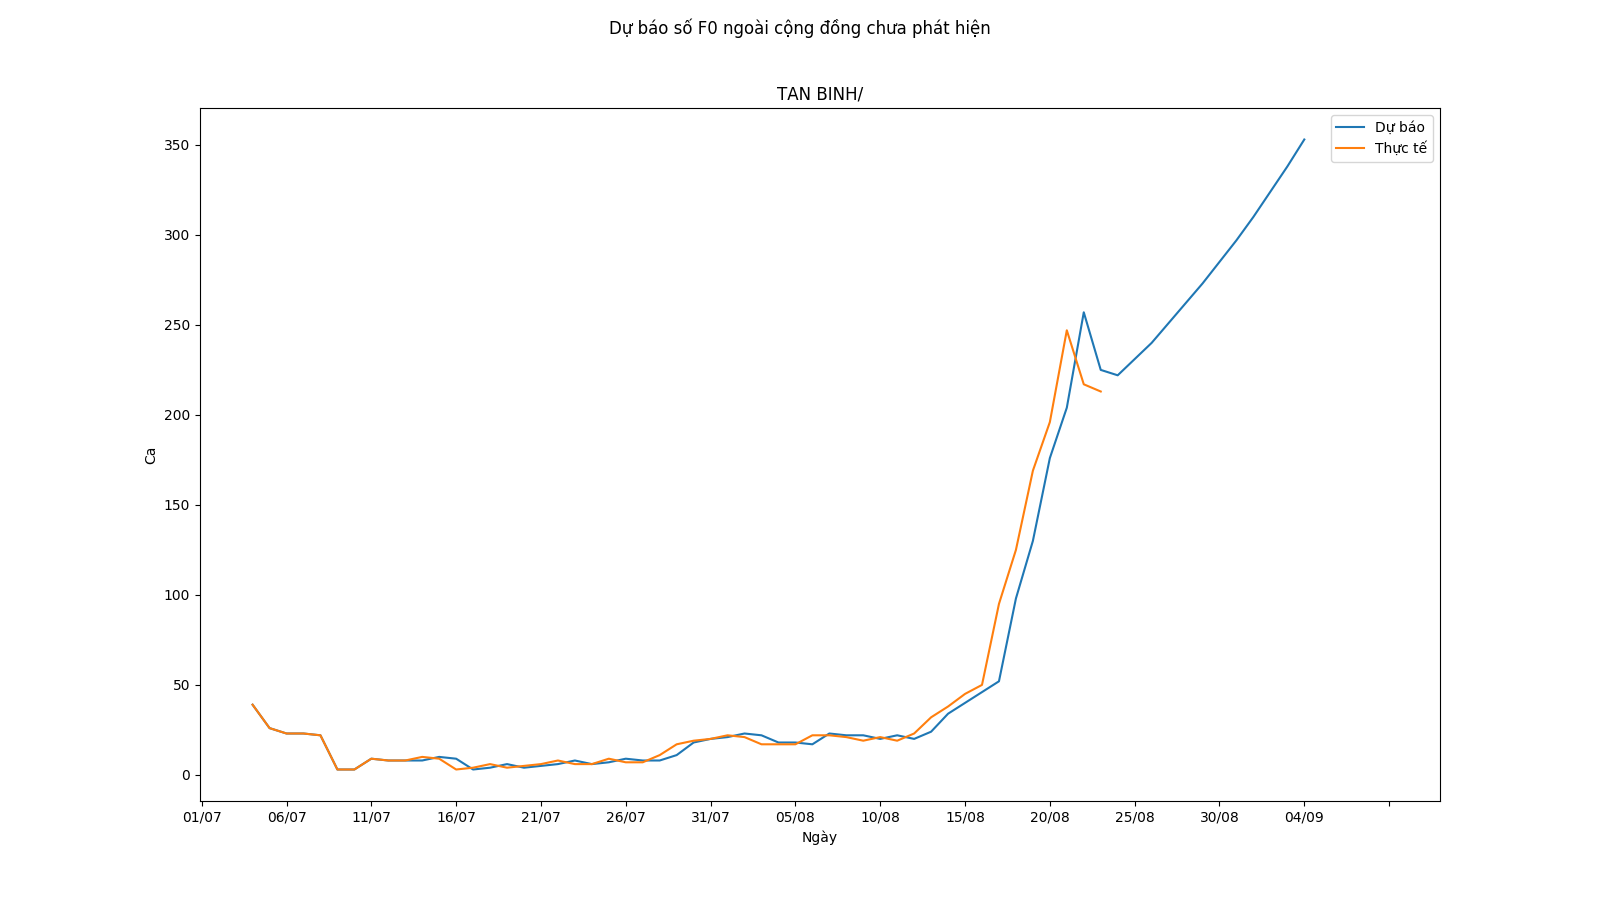 Dự báo số F0 ngoài cộng đồng chưa phát hiện
TAN BINH/
Dự báo
Thực tế
350
300
250
200
150
100
50
0
Ca
01/07 06/07 11/07 16/07 21/07 26/07 31/07 05/08 10/08 15/08 20/08 25/08 30/08 04/09
Ngày